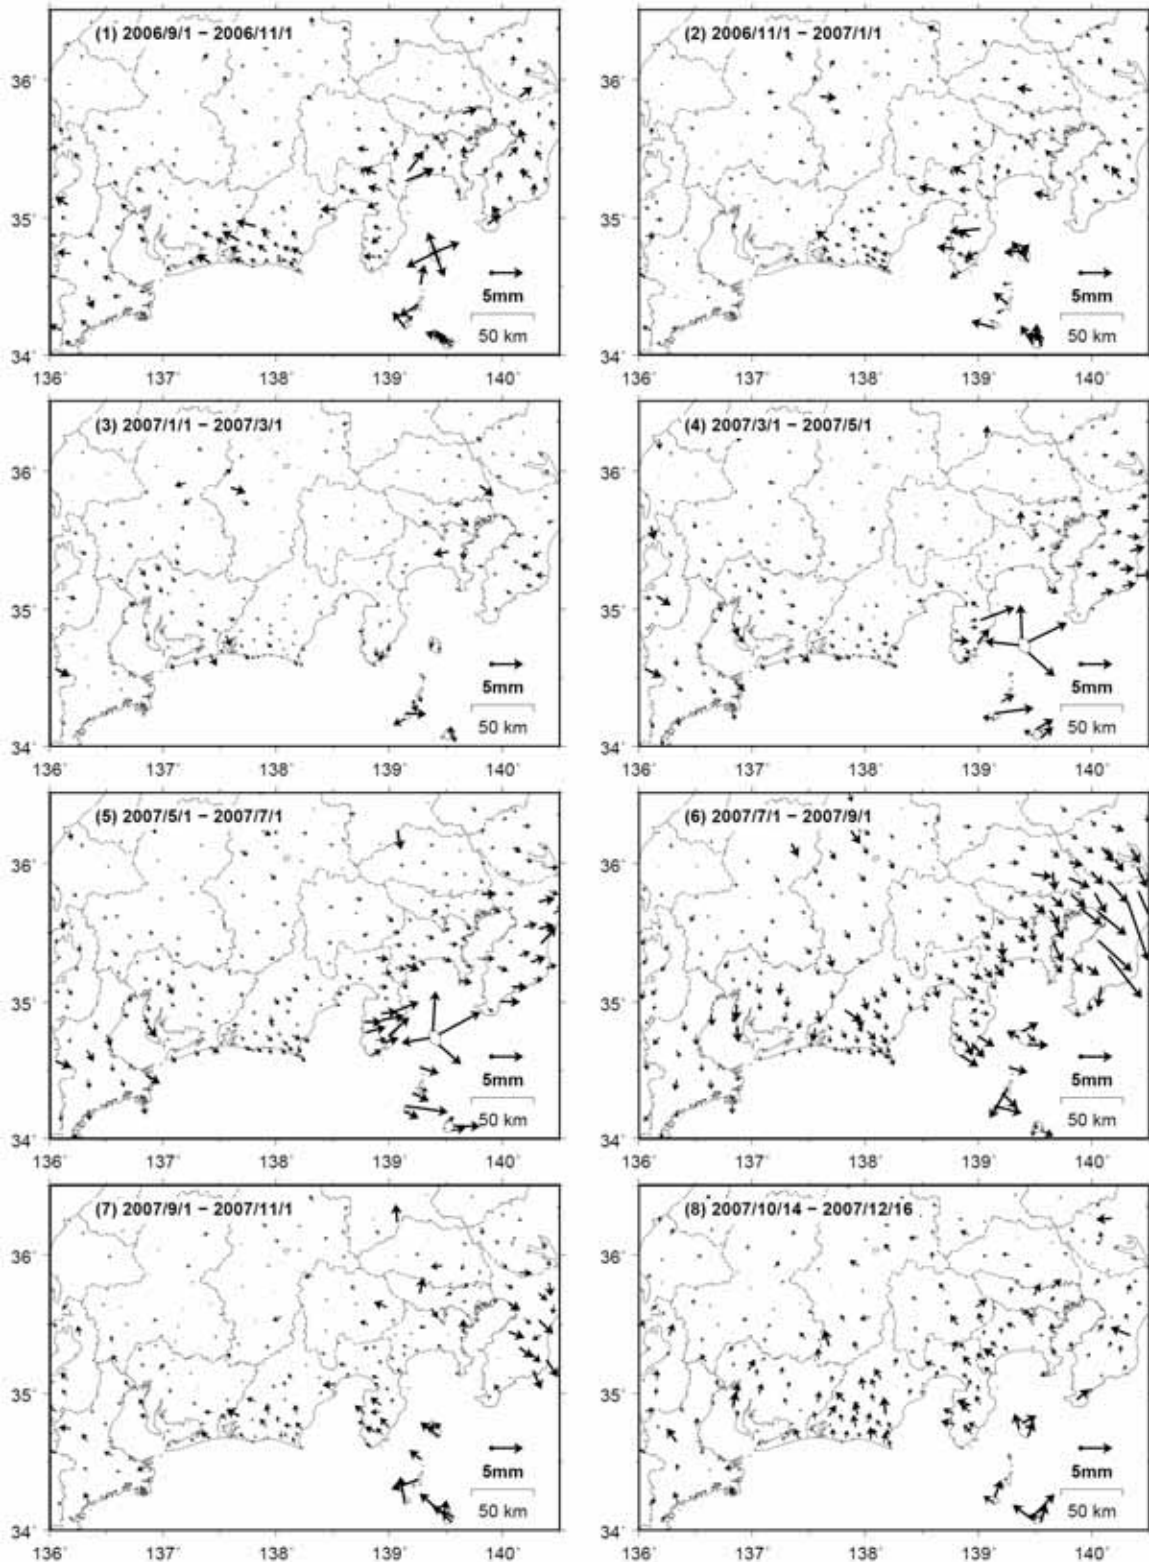 (1) 2006/9/1 − 2006/11/1
(2) 2006/11/1 − 2007/1/1
36˚
36˚
35˚
35˚
5mm
5mm
50 km
50 km
34˚
34˚
136 137 138 139 140
136 137 138 139 140
(3) 2007/1/1 − 2007/3/1
(4) 2007/3/1 − 2007/5/1
36˚
36˚
35˚
35˚
5mm
5mm
50 km
50 km
34˚
34˚
136 137 138 139 140
136 137 138 139 140
(5) 2007/5/1 − 2007/7/1
(6) 2007/7/1 − 2007/9/1
36˚
36˚
35˚
35˚
5mm
5mm
50 km
50 km
34˚
34˚
136 137 138 139 140
136 137 138 139 140
(7) 2007/9/1 − 2007/11/1
(8) 2007/10/14 − 2007/12/16
36˚
36˚
35˚
35˚
5mm
5mm
50 km
50 km
34˚
34˚
136 137 138 139 140
136 137 138 139 140